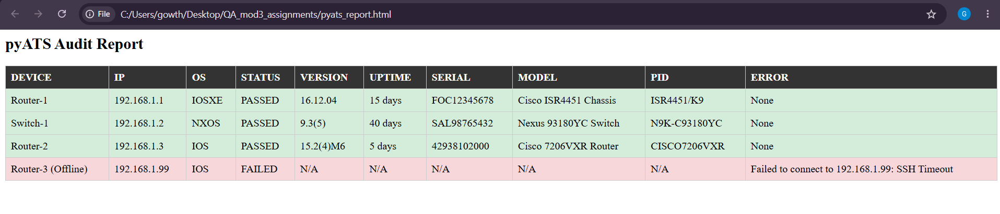 File C:/Users/gowth/Desktop/QA_mod3_assignments/pyats_report.html G
pyATS Audit Report
DEVICE IP OS STATUS VERSION UPTIME SERIAL MODEL PID ERROR
Router-1 192.168.1.1 IOSXE PASSED 16.12.04 15 days FOC12345678 Cisco ISR4451 Chassis ISR4451/K9 None
Switch-1 192.168.1.2 NXOS PASSED 9.3(5) 40 days SAL98765432 Nexus 93180YC Switch N9K-C93180YC None
Router-2 192.168.1.3 IOS PASSED 15.2(4)M6 5 days 42938102000 Cisco 7206VXR Router CISCO7206VXR None
Router-3 (Offline) 192.168.1.99 IOS FAILED N/A N/A N/A N/A N/A Failed to connect to 192.168.1.99: SSH Timeout